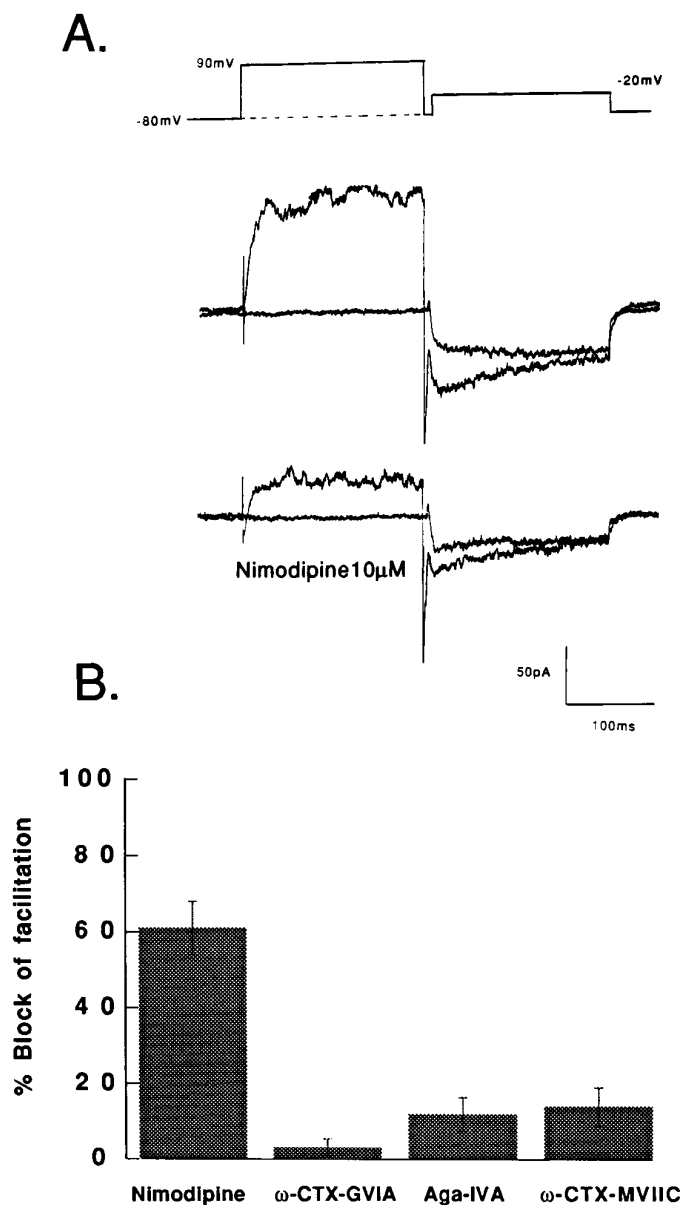 A.
90mV
-20mV
-80mV
Nimodipine10µM
50pA
100ms
B.
% Block of facilitation
100
80
60
40
20
0
Nimodipine ω-CTX-GVIA Aga-IVA ω-CTX-MVIIC